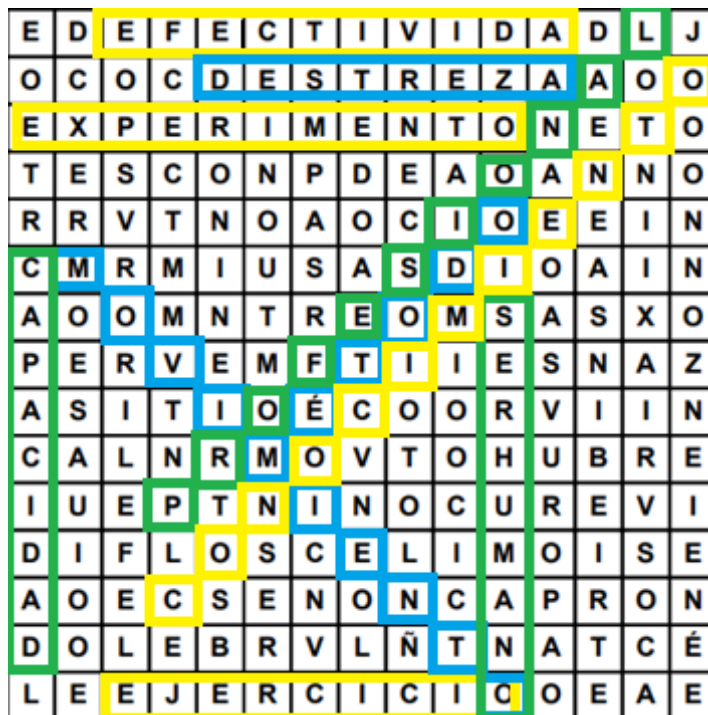 E D E F E C T I V I D A D L J
O C O C D E S T R E Z A A O O
E X P E R I M E N T O N E T O
T E S C O N P D E A O A N N O
R R V T N O A O C I O E E I N
C M R M I U S A S D I O A I N
A O O M N T R E O M S A S X O
P E R V E M F T I I E S N A Z
A S I T I O É C O O R V I I N
C A L N R M O V T O H U B R E
I U E P T N I N O C U R E V I
D I F L O S C E L I M O I S E
A O E C S E N O N C A P R O N
D O L E B R V L Ñ T N A T C É
L E E J E R C I C I O O E A E